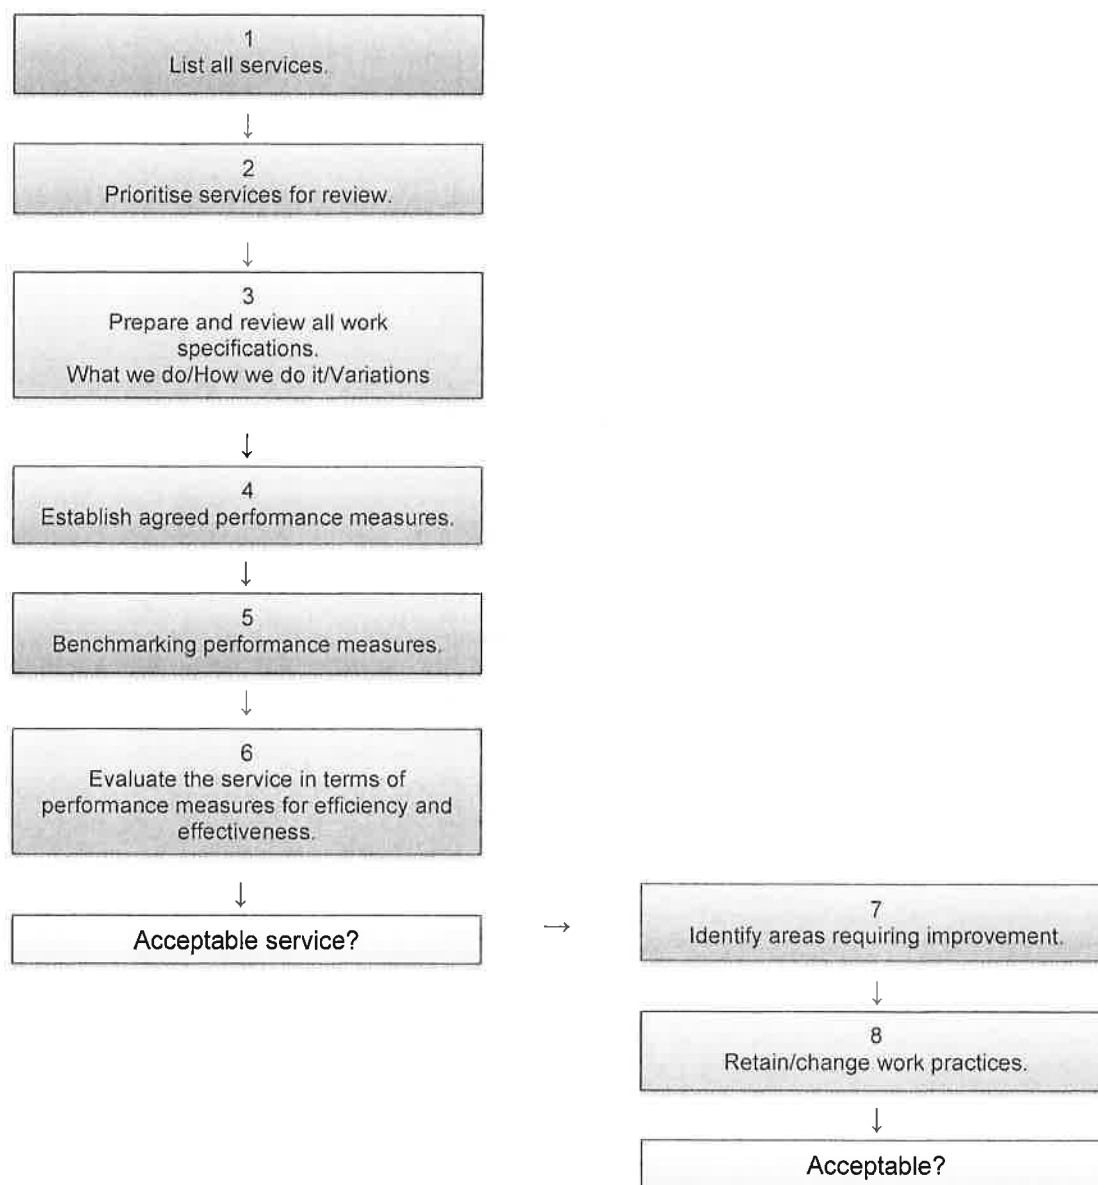 1
List all services.
↓
2
Prioritise services for review.
↓
3
Prepare and review all work
specifications.
What we do/How we do it/Variations
↓
4
Establish agreed performance measures.
↓
5
Benchmarking performance measures.
↓
6
Evaluate the service in terms of
performance measures for efficiency and
effectiveness.
↓
Acceptable service?
→
7
Identify areas requiring improvement.
↓
8
Retain/change work practices.
↓
Acceptable?